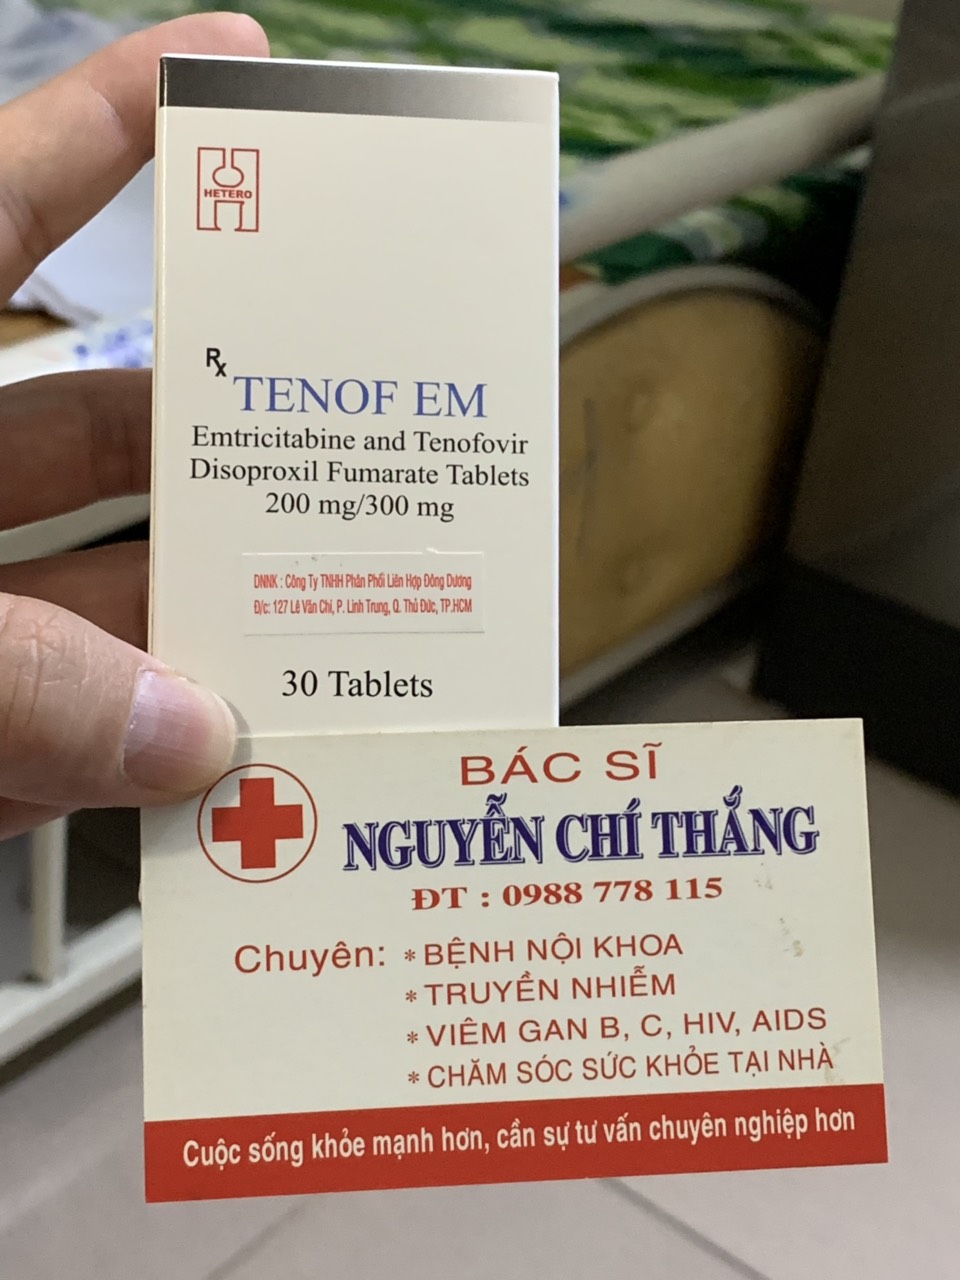 HETERO
Rx
TENOF EM
Emtricitabine and Tenofovir
Disoproxil Fumarate Tablets
200 mg/300 mg
DNNK : Công Ty TNHH Phân Phối Liên Hợp Đông Dương
Đ/c: 127 Lê Văn Chí, P. Linh Trung, Q. Thủ Đức, TP.HCM
30 Tablets
BÁC SĨ
NGUYỄN CHÍ THẮNG
ĐT : 0988 778 115
Chuyên: * BỆNH NỘI KHOA
* TRUYỀN NHIỄM
* VIÊM GAN B, C, HIV, AIDS
* CHĂM SÓC SỨC KHỎE TẠI NHÀ
Cuộc sống khỏe mạnh hơn, cần sự tư vấn chuyên nghiệp hơn